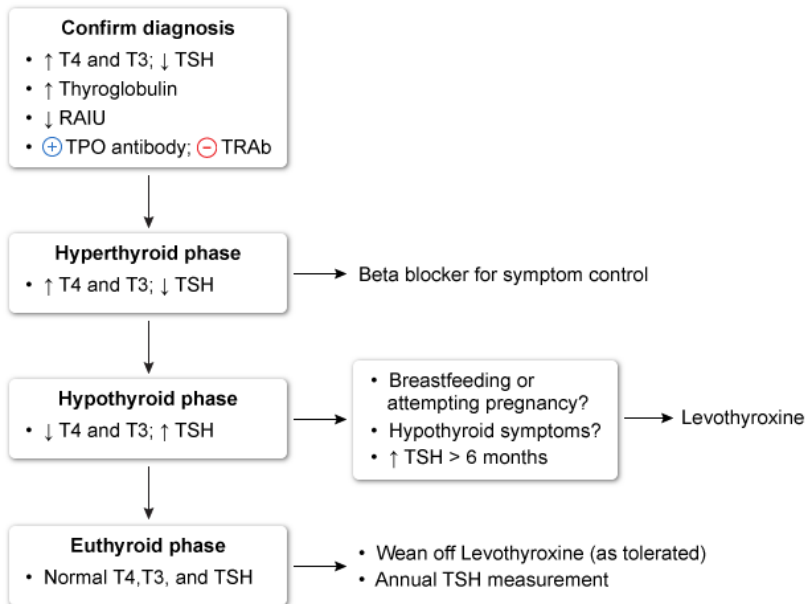 Confirm diagnosis
• ↑ T4 and T3; ↓ TSH
• ↑ Thyroglobulin
• ↓ RAIU
• ⊕ TPO antibody; ⊖ TRAb
Hyperthyroid phase
• ↑ T4 and T3; ↓ TSH
Beta blocker for symptom control
Hypothyroid phase
• ↓ T4 and T3; ↑ TSH
• Breastfeeding or
attempting pregnancy?
• Hypothyroid symptoms?
• ↑ TSH > 6 months
Levothyroxine
Euthyroid phase
• Normal T4,T3, and TSH
• Wean off Levothyroxine (as tolerated)
• Annual TSH measurement